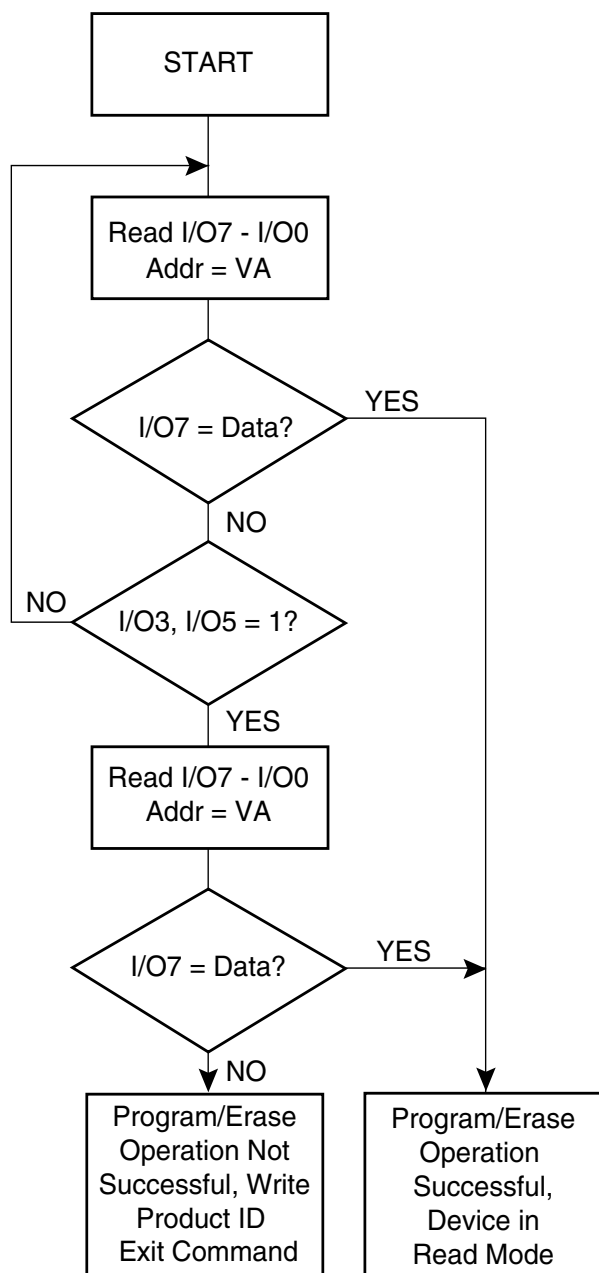 START
Read I/O7 - I/O0
Addr = VA
I/O7 = Data?
YES
NO
I/O3, I/O5 = 1?
NO
YES
Read I/O7 - I/O0
Addr = VA
I/O7 = Data?
YES
NO
Program/Erase
Operation Not
Successful, Write
Product ID
Exit Command
Program/Erase
Operation
Successful,
Device in
Read Mode